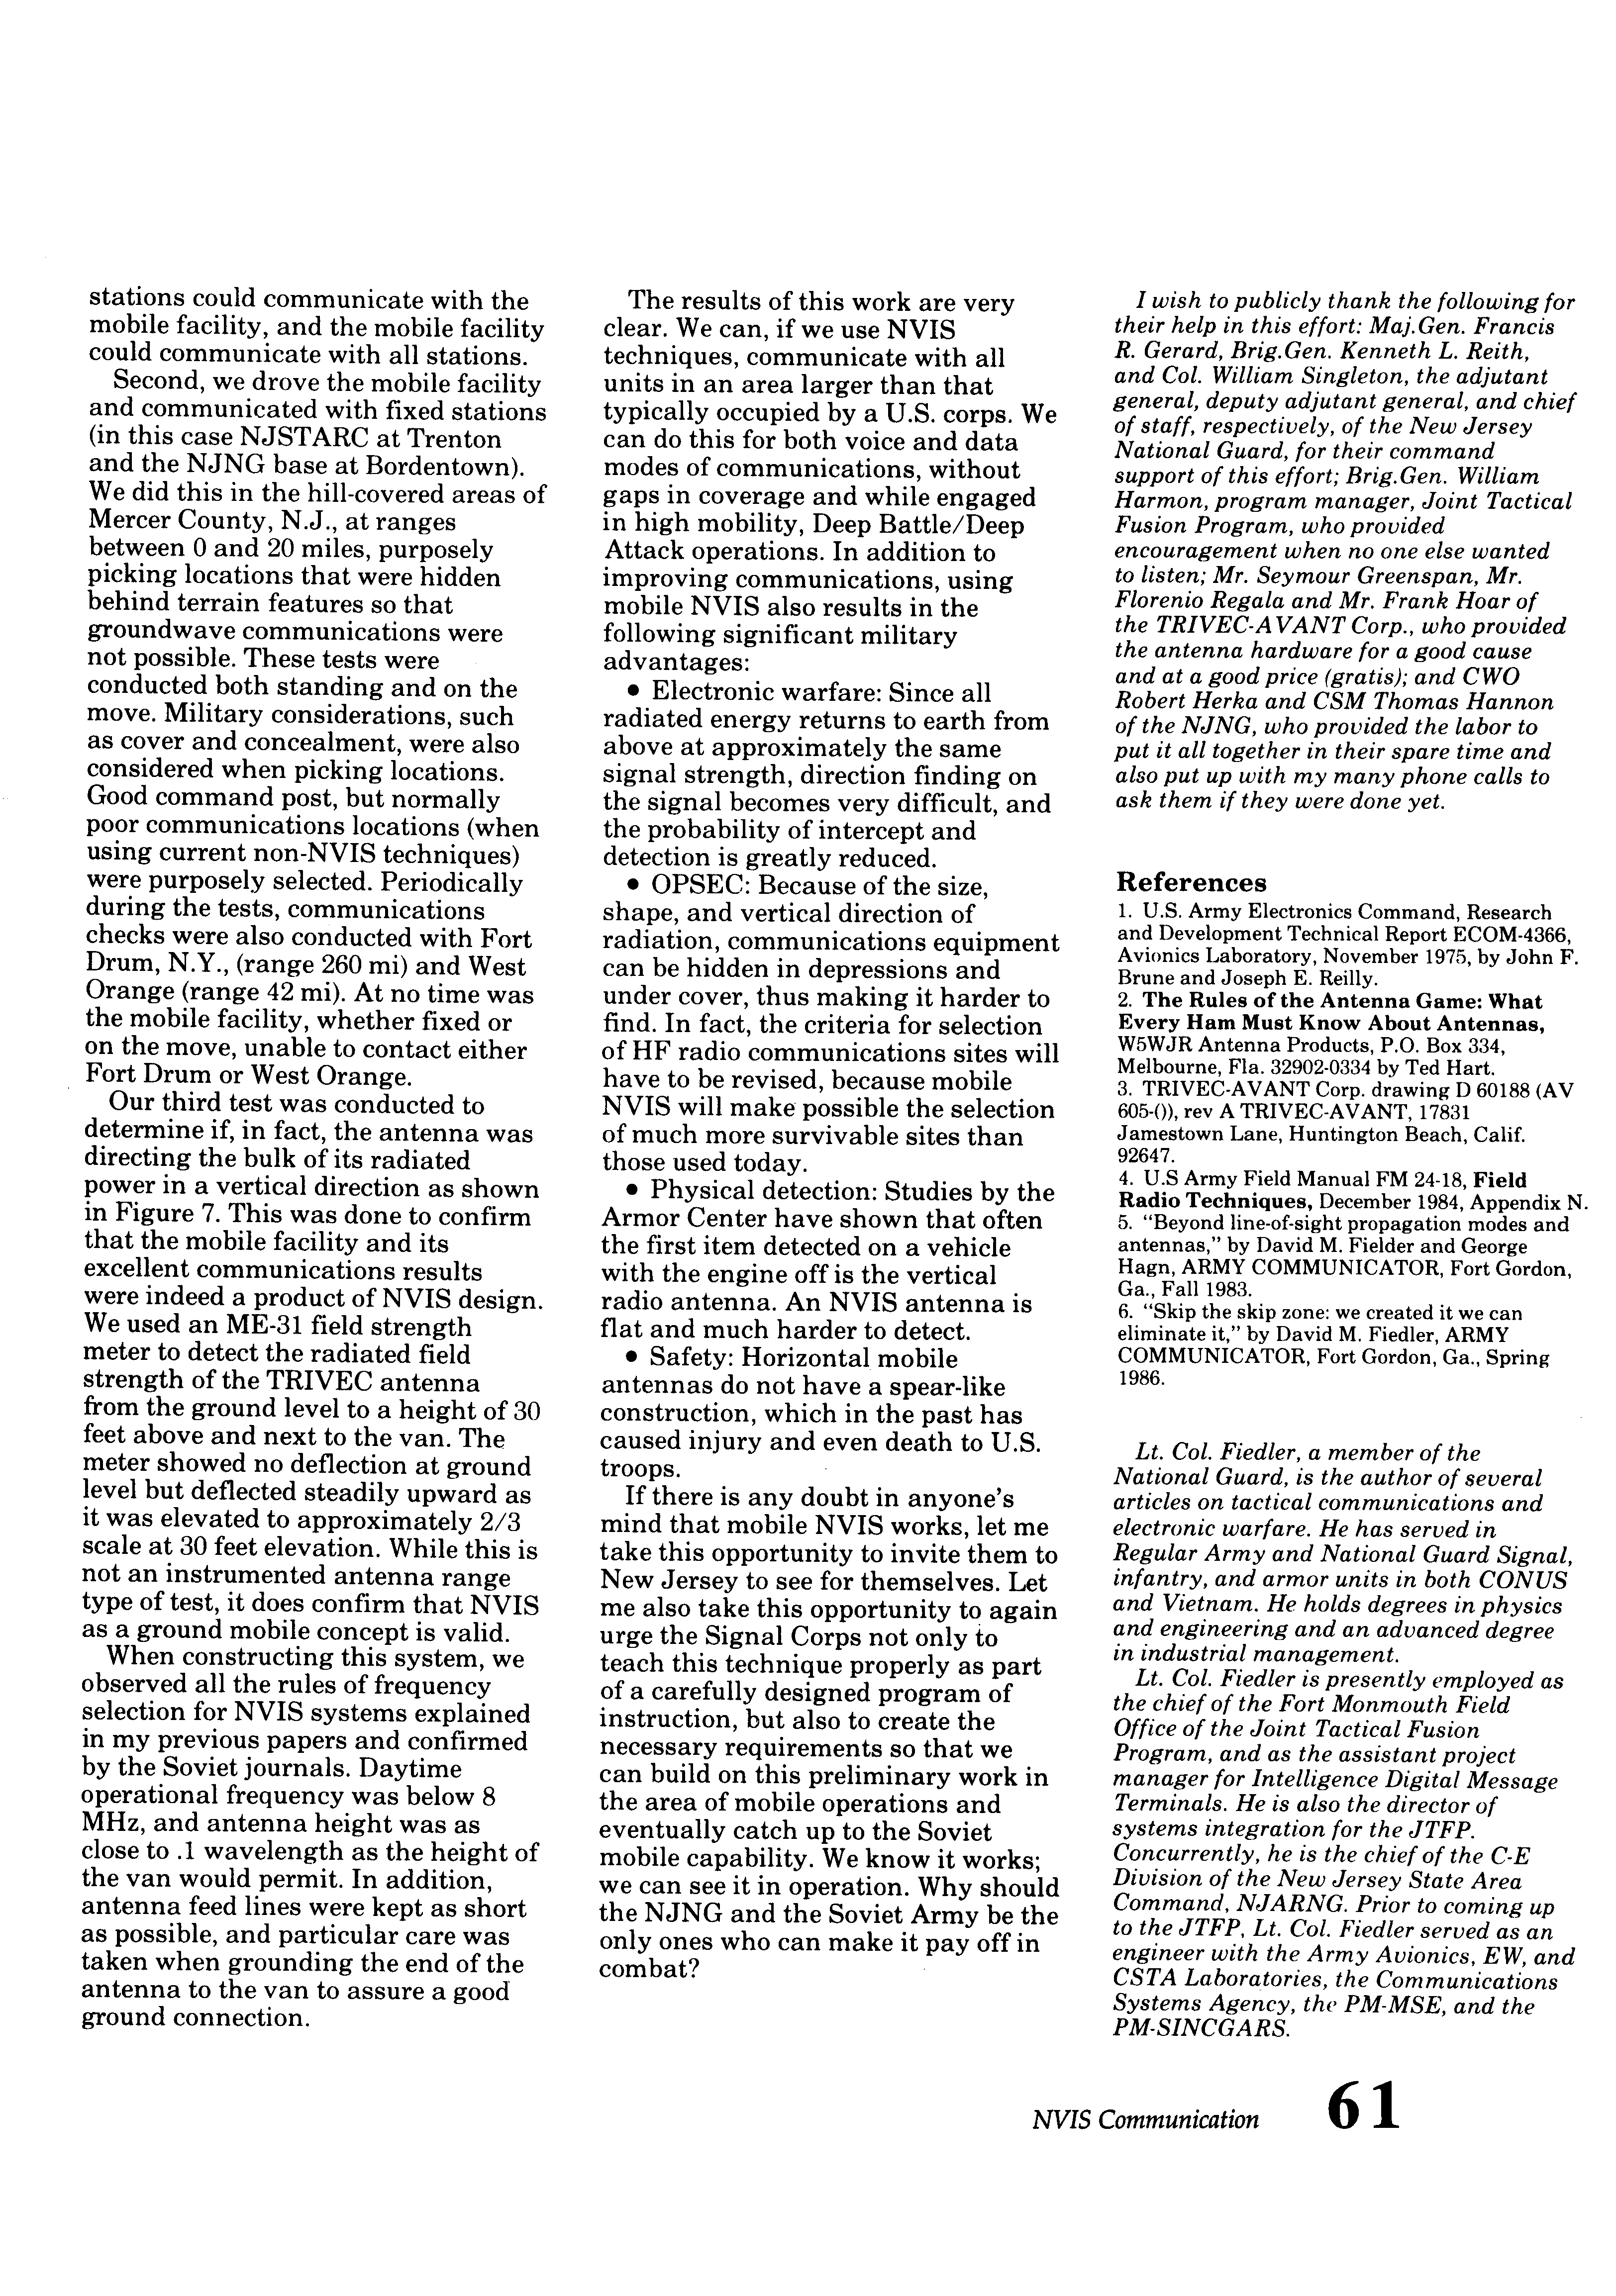 stations could communicate with the
mobile facility, and the mobile facility
could communicate with all stations.
Second, we drove the mobile facility
and communicated with fixed stations
(in this case NJSTARC at Trenton
and the NJNG base at Bordentown).
We did this in the hill-covered areas of
Mercer County, N.J., at ranges
between 0 and 20 miles, purposely
picking locations that were hidden
behind terrain features so that
groundwave communications were
not possible. These tests were
conducted both standing and on the
move. Military considerations, such
as cover and concealment, were also
considered when picking locations.
Good command post, but normally
poor communications locations (when
using current non-NVIS techniques)
were purposely selected. Periodically
during the tests, communications
checks were also conducted with Fort
Drum, N.Y., (range 260 mi) and West
Orange (range 42 mi). At no time was
the mobile facility, whether fixed or
on the move, unable to contact either
Fort Drum or West Orange.
Our third test was conducted to
determine if, in fact, the antenna was
directing the bulk of its radiated
power in a vertical direction as shown
in Figure 7. This was done to confirm
that the mobile facility and its
excellent communications results
were indeed a product of NVIS design.
We used an ME-31 field strength
meter to detect the radiated field
strength of the TRIVEC antenna
from the ground level to a height of 30
feet above and next to the van. The
meter showed no deflection at ground
level but deflected steadily upward as
it was elevated to approximately 2/3
scale at 30 feet elevation. While this is
not an instrumented antenna range
type of test, it does confirm that NVIS
as a ground mobile concept is valid.
When constructing this system, we
observed all the rules of frequency
selection for NVIS systems explained
in my previous papers and confirmed
by the Soviet journals. Daytime
operational frequency was below 8
MHz, and antenna height was as
close to .1 wavelength as the height of
the van would permit. In addition,
antenna feed lines were kept as short
as possible, and particular care was
taken when grounding the end of the
antenna to the van to assure a good
ground connection.
The results of this work are very
clear. We can, if we use NVIS
techniques, communicate with all
units in an area larger than that
typically occupied by a U.S. corps. We
can do this for both voice and data
modes of communications, without
gaps in coverage and while engaged
in high mobility, Deep Battle/Deep
Attack operations. In addition to
improving communications, using
mobile NVIS also results in the
following significant military
advantages:
• Electronic warfare: Since all
radiated energy returns to earth from
above at approximately the same
signal strength, direction finding on
the signal becomes very difficult, and
the probability of intercept and
detection is greatly reduced.
• OPSEC: Because of the size,
shape, and vertical direction of
radiation, communications equipment
can be hidden in depressions and
under cover, thus making it harder to
find. In fact, the criteria for selection
of HF radio communications sites will
have to be revised, because mobile
NVIS will make possible the selection
of much more survivable sites than
those used today.
• Physical detection: Studies by the
Armor Center have shown that often
the first item detected on a vehicle
with the engine off is the vertical
radio antenna. An NVIS antenna is
flat and much harder to detect.
• Safety: Horizontal mobile
antennas do not have a spear-like
construction, which in the past has
caused injury and even death to U.S.
troops.
If there is any doubt in anyone's
mind that mobile NVIS works, let me
take this opportunity to invite them to
New Jersey to see for themselves. Let
me also take this opportunity to again
urge the Signal Corps not only to
teach this technique properly as part
of a carefully designed program of
instruction, but also to create the
necessary requirements so that we
can build on this preliminary work in
the area of mobile operations and
eventually catch up to the Soviet
mobile capability. We know it works;
we can see it in operation. Why should
the NJNG and the Soviet Army be the
only ones who can make it pay off in
combat?
I wish to publicly thank the following for
their help in this effort: Maj.Gen. Francis
R. Gerard, Brig.Gen. Kenneth L. Reith,
and Col. William Singleton, the adjutant
general, deputy adjutant general, and chief
of staff, respectively, of the New Jersey
National Guard, for their command
support of this effort; Brig.Gen. William
Harmon, program manager, Joint Tactical
Fusion Program, who provided
encouragement when no one else wanted
to listen; Mr. Seymour Greenspan, Mr.
Florenio Regala and Mr. Frank Hoar of
the TRIVEC-AVANT Corp., who provided
the antenna hardware for a good cause
and at a good price (gratis); and CWO
Robert Herka and CSM Thomas Hannon
of the NJNG, who provided the labor to
put it all together in their spare time and
also put up with my many phone calls to
ask them if they were done yet.
References
1. U.S. Army Electronics Command, Research
and Development Technical Report ECOM-4366,
Avionics Laboratory, November 1975, by John F.
Brune and Joseph E. Reilly.
2. The Rules of the Antenna Game: What
Every Ham Must Know About Antennas,
W5WJR Antenna Products, P.O. Box 334,
Melbourne, Fla. 32902-0334 by Ted Hart.
3. TRIVEC-AVANT Corp. drawing D 60188 (AV
605-()), rev A TRIVEC-AVANT, 17831
Jamestown Lane, Huntington Beach, Calif.
92647.
4. U.S Army Field Manual FM 24-18, Field
Radio Techniques, December 1984, Appendix N.
5. "Beyond line-of-sight propagation modes and
antennas," by David M. Fielder and George
Hagn, ARMY COMMUNICATOR, Fort Gordon,
Ga., Fall 1983.
6. "Skip the skip zone: we created it we can
eliminate it," by David M. Fiedler, ARMY
COMMUNICATOR, Fort Gordon, Ga., Spring
1986.
Lt. Col. Fiedler, a member of the
National Guard, is the author of several
articles on tactical communications and
electronic warfare. He has served in
Regular Army and National Guard Signal,
infantry, and armor units in both CONUS
and Vietnam. He holds degrees in physics
and engineering and an advanced degree
in industrial management.
Lt. Col. Fiedler is presently employed as
the chief of the Fort Monmouth Field
Office of the Joint Tactical Fusion
Program, and as the assistant project
manager for Intelligence Digital Message
Terminals. He is also the director of
systems integration for the JTFP.
Concurrently, he is the chief of the C-E
Division of the New Jersey State Area
Command, NJARNG. Prior to coming up
to the JTFP, Lt. Col. Fiedler served as an
engineer with the Army Avionics, EW, and
CSTA Laboratories, the Communications
Systems Agency, the PM-MSE, and the
PM-SINCGARS.
NVIS Communication 61